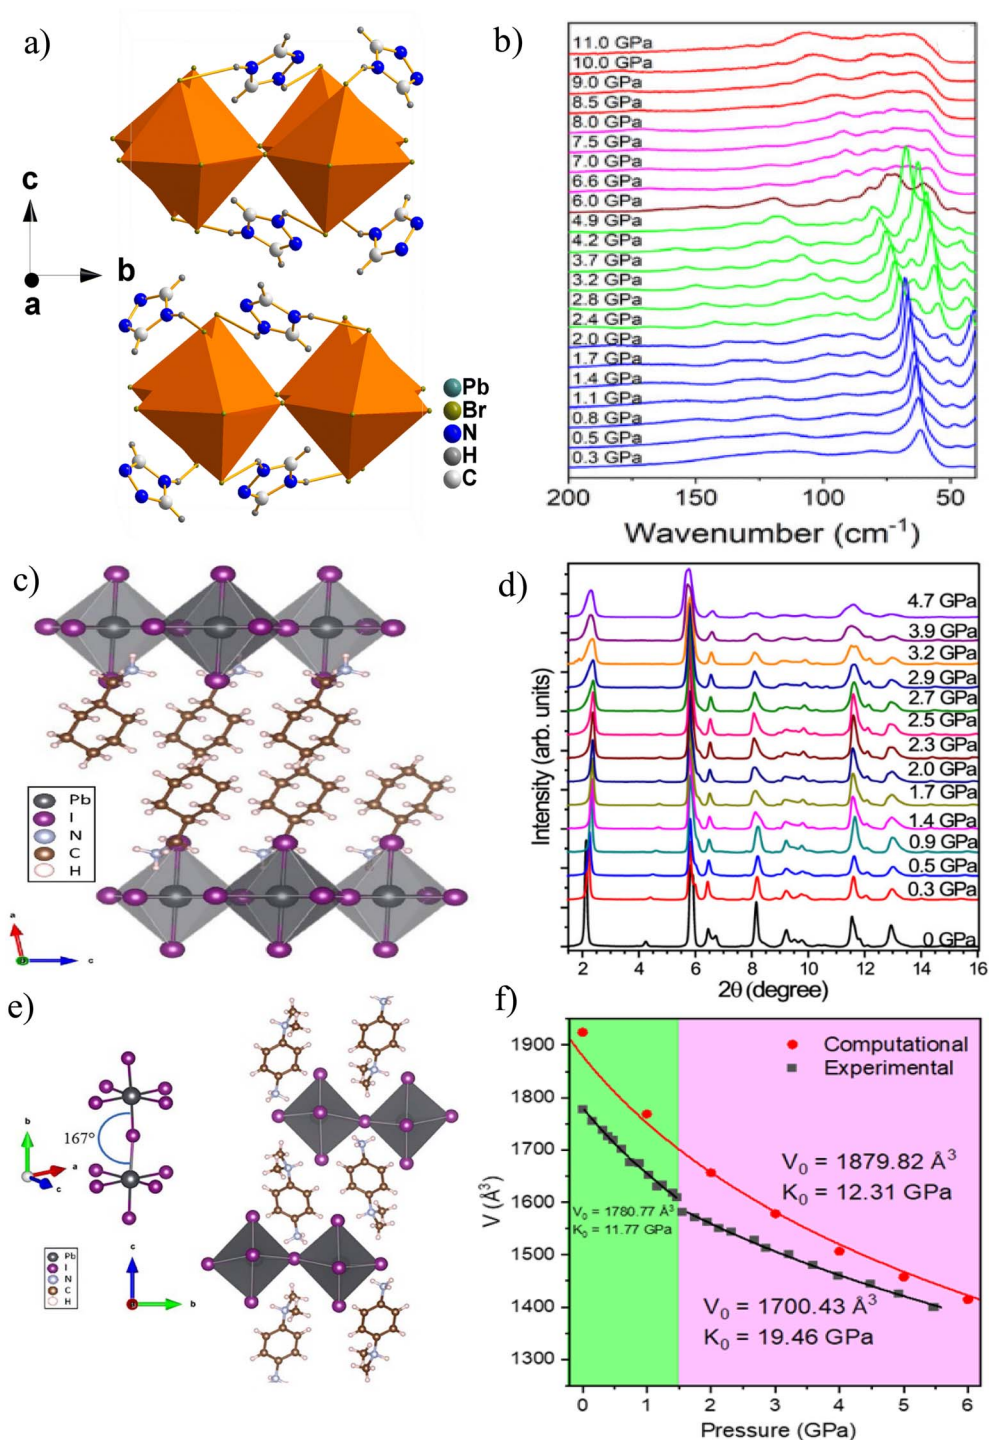 a)
c
b
a
Pb
Br
N
H
C
b)
11.0 GPa
10.0 GPa
9.0 GPa
8.5 GPa
8.0 GPa
7.5 GPa
7.0 GPa
6.6 GPa
6.0 GPa
4.9 GPa
4.2 GPa
3.7 GPa
3.2 GPa
2.8 GPa
2.4 GPa
2.0 GPa
1.7 GPa
1.4 GPa
1.1 GPa
0.8 GPa
0.5 GPa
0.3 GPa
200 150 100 50
Wavenumber (cm⁻¹)
c)
Pb
I
N
C
H
a
c
d)
4.7 GPa
3.9 GPa
3.2 GPa
2.9 GPa
2.7 GPa
2.5 GPa
2.3 GPa
2.0 GPa
1.7 GPa
1.4 GPa
0.9 GPa
0.5 GPa
0.3 GPa
0 GPa
Intensity (arb. units)
2 4 6 8 10 12 14 16
2θ (degree)
e)
167°
b
a
c
Pb
I
N
C
H
c
b
f)
1900
1800
1700
1600
1500
1400
1300
V (Å³)
Computational
Experimental
V₀ = 1879.82 Å³
K₀ = 12.31 GPa
V₀ = 1780.77 Å³
K₀ = 11.77 GPa
V₀ = 1700.43 Å³
K₀ = 19.46 GPa
0 1 2 3 4 5 6
Pressure (GPa)